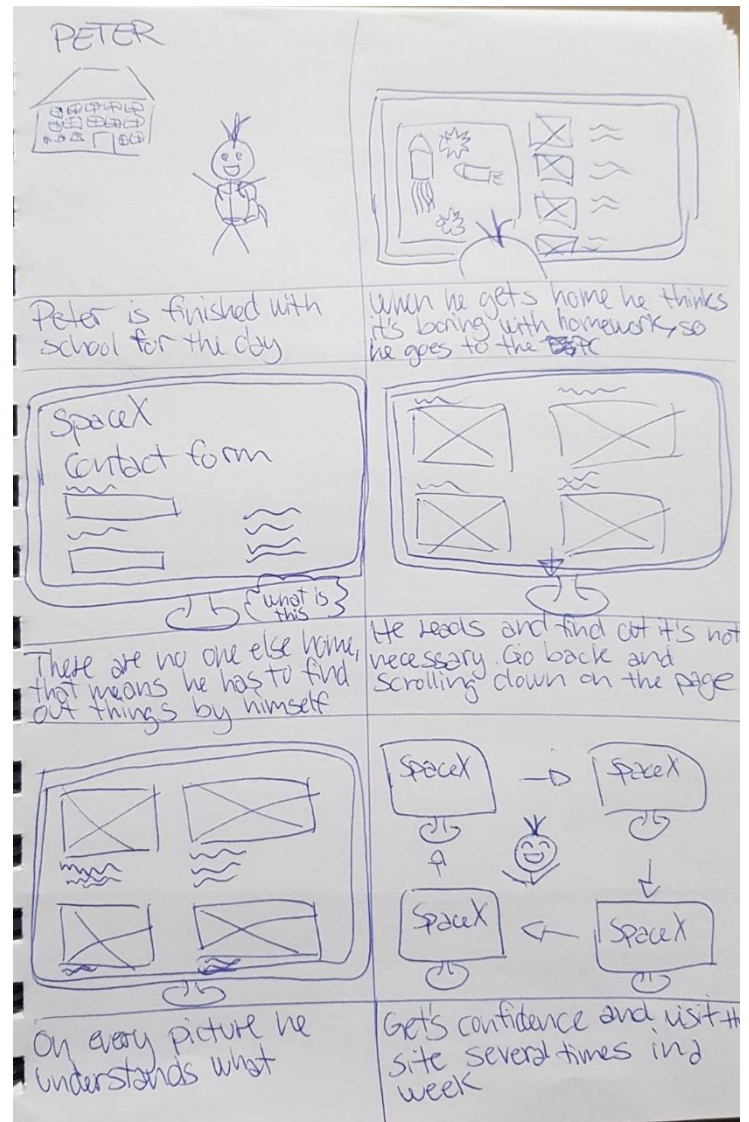 PETER
Peter is finished with
school for the day
When he gets home he thinks
it's boring with homework, so
he goes to the
SpaceX
Contact form
what is
this
There are no one else home,
that means he has to find
out things by himself
He reads and find out it's not
necessary. Go back and
scrolling down on the page
On every picture he
understands what
SpaceX
SpaceX
SpaceX
SpaceX
Get's confidence and visit the
site several times in a
week